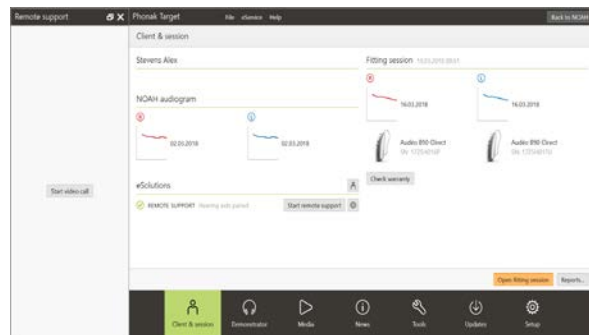 Remote support
Phonak Target
File eService Help
Back to NOAH
Client & session
Stevens Alex
Fitting session
NOAH audiogram
R
L
02.03.2018
02.03.2018
R
L
16.03.2018
16.03.2018
Audéo B90-Direct
Audéo B90-Direct
Check warranty
eSolutions
REMOTE SUPPORT Hearing aids paired
Start remote support
Start video call
Open fitting session
Reports...
Client & session
Demonstrator
Media
News
Tools
Updates
Setup